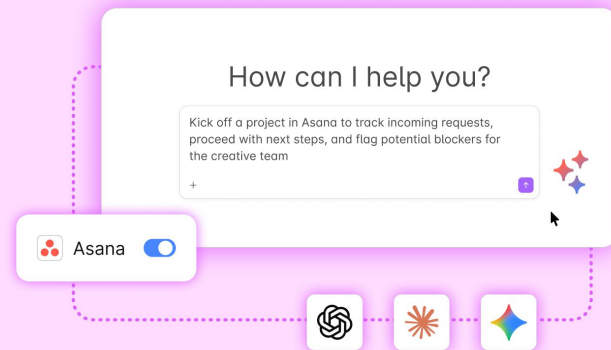 How can I help you?
Kick off a project in Asana to track incoming requests,
proceed with next steps, and flag potential blockers for
the creative team
Asana